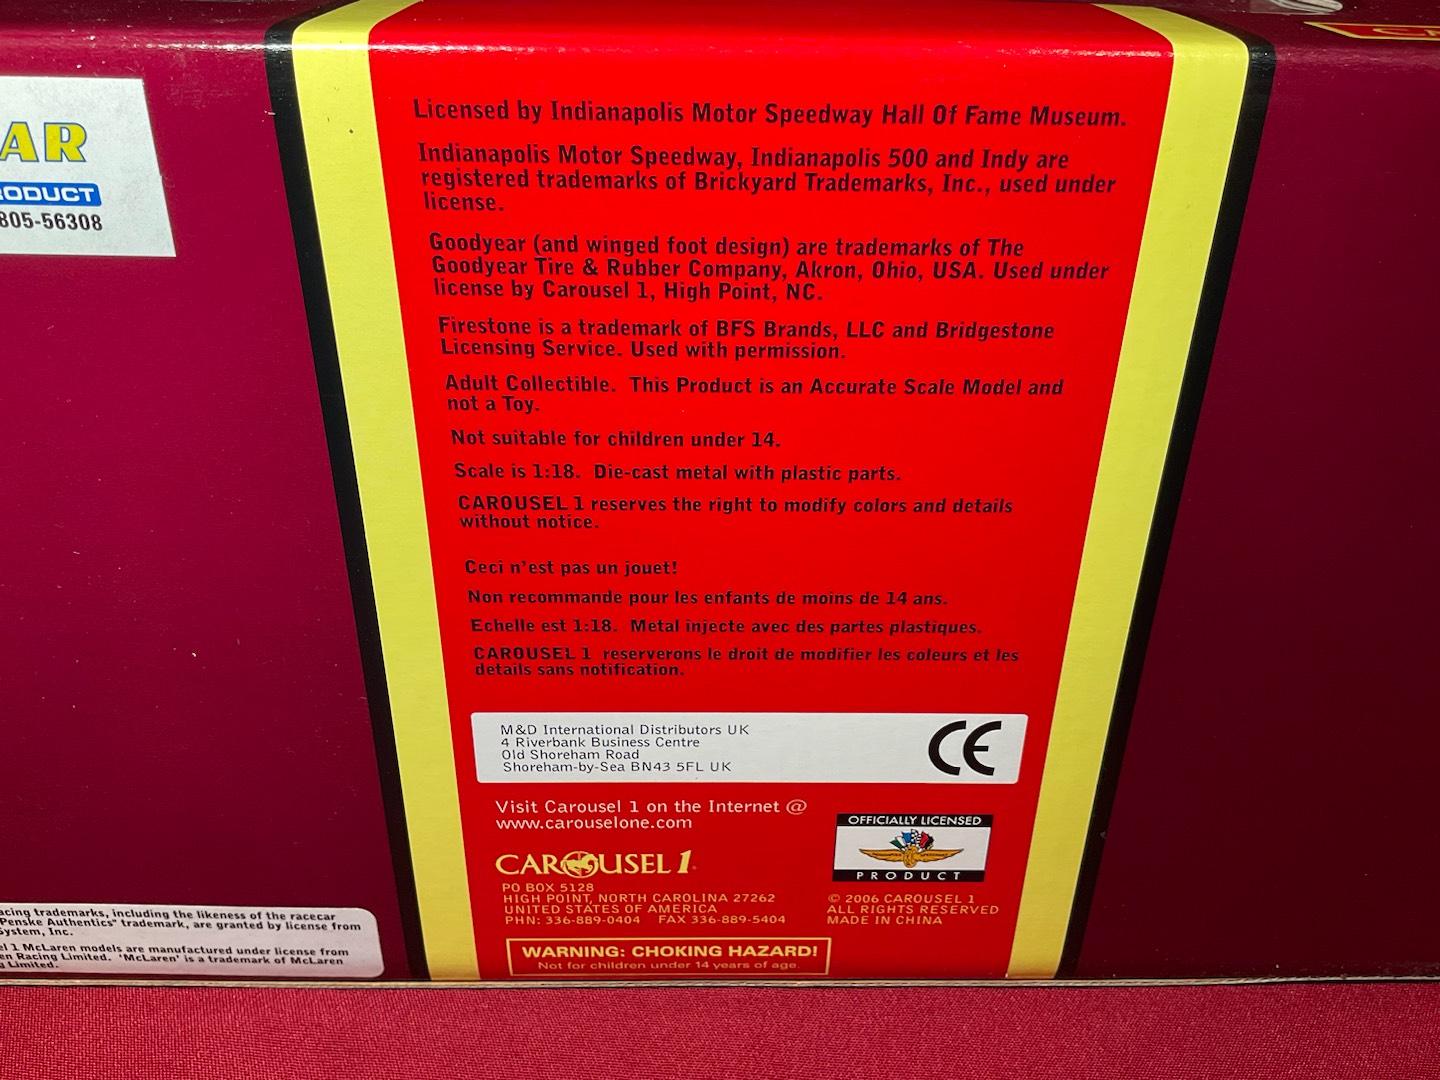 AR
ODUCT
805-56308
Licensed by Indianapolis Motor Speedway Hall Of Fame Museum.
Indianapolis Motor Speedway, Indianapolis 500 and Indy are
registered trademarks of Brickyard Trademarks, Inc., used under
license.
Goodyear (and winged foot design) are trademarks of The
Goodyear Tire & Rubber Company, Akron, Ohio, USA. Used under
license by Carousel 1, High Point, NC.
Firestone is a trademark of BFS Brands, LLC and Bridgestone
Licensing Service. Used with permission.
Adult Collectible. This Product is an Accurate Scale Model and
not a Toy.
Not suitable for children under 14.
Scale is 1:18. Die-cast metal with plastic parts.
CAROUSEL 1 reserves the right to modify colors and details
without notice.
Ceci n'est pas un jouet!
Non recommande pour les enfants de moins de 14 ans.
Echelle est 1:18. Metal injecte avec des partes plastiques.
CAROUSEL 1 reserverons le droit de modifier les coleurs et les
details sans notification.
M&D International Distributors UK
4 Riverbank Business Centre
Old Shoreham Road
Shoreham-by-Sea BN43 5FL UK
CE
Visit Carousel 1 on the Internet @
www.carouselone.com
CAROUSEL 1
PO BOX 5128
HIGH POINT, NORTH CAROLINA 27262
UNITED STATES OF AMERICA
PHN: 336-889-0404 FAX 336-889-5404
OFFICIALLY LICENSED
PRODUCT
© 2006 CAROUSEL 1
ALL RIGHTS RESERVED
MADE IN CHINA
WARNING: CHOKING HAZARD!
Not for children under 14 years of age.
acing trademarks, including the likeness of the racecar
"Penske Authentics" trademark, are granted by license from
System, Inc.
el 1 McLaren models are manufactured under license from
en Racing Limited. 'McLaren' is a trademark of McLaren
g Limited.